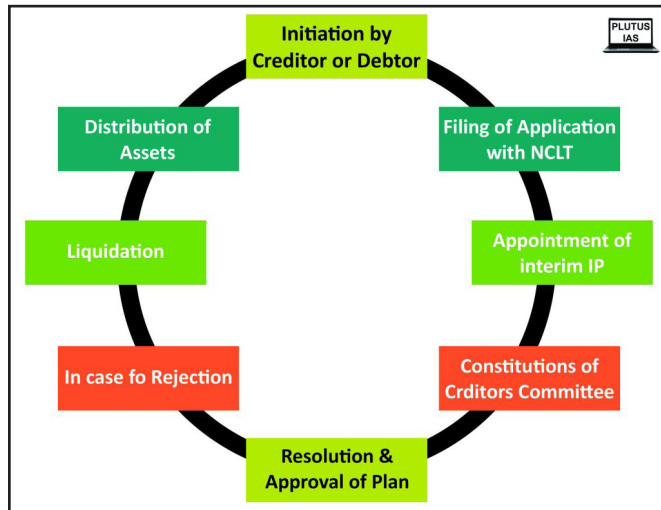 PLUTUS
IAS
Initiation by
Creditor or Debtor
Filing of Application
with NCLT
Appointment of
interim IP
Constitutions of
Crditors Committee
Resolution &
Approval of Plan
In case fo Rejection
Liquidation
Distribution of
Assets